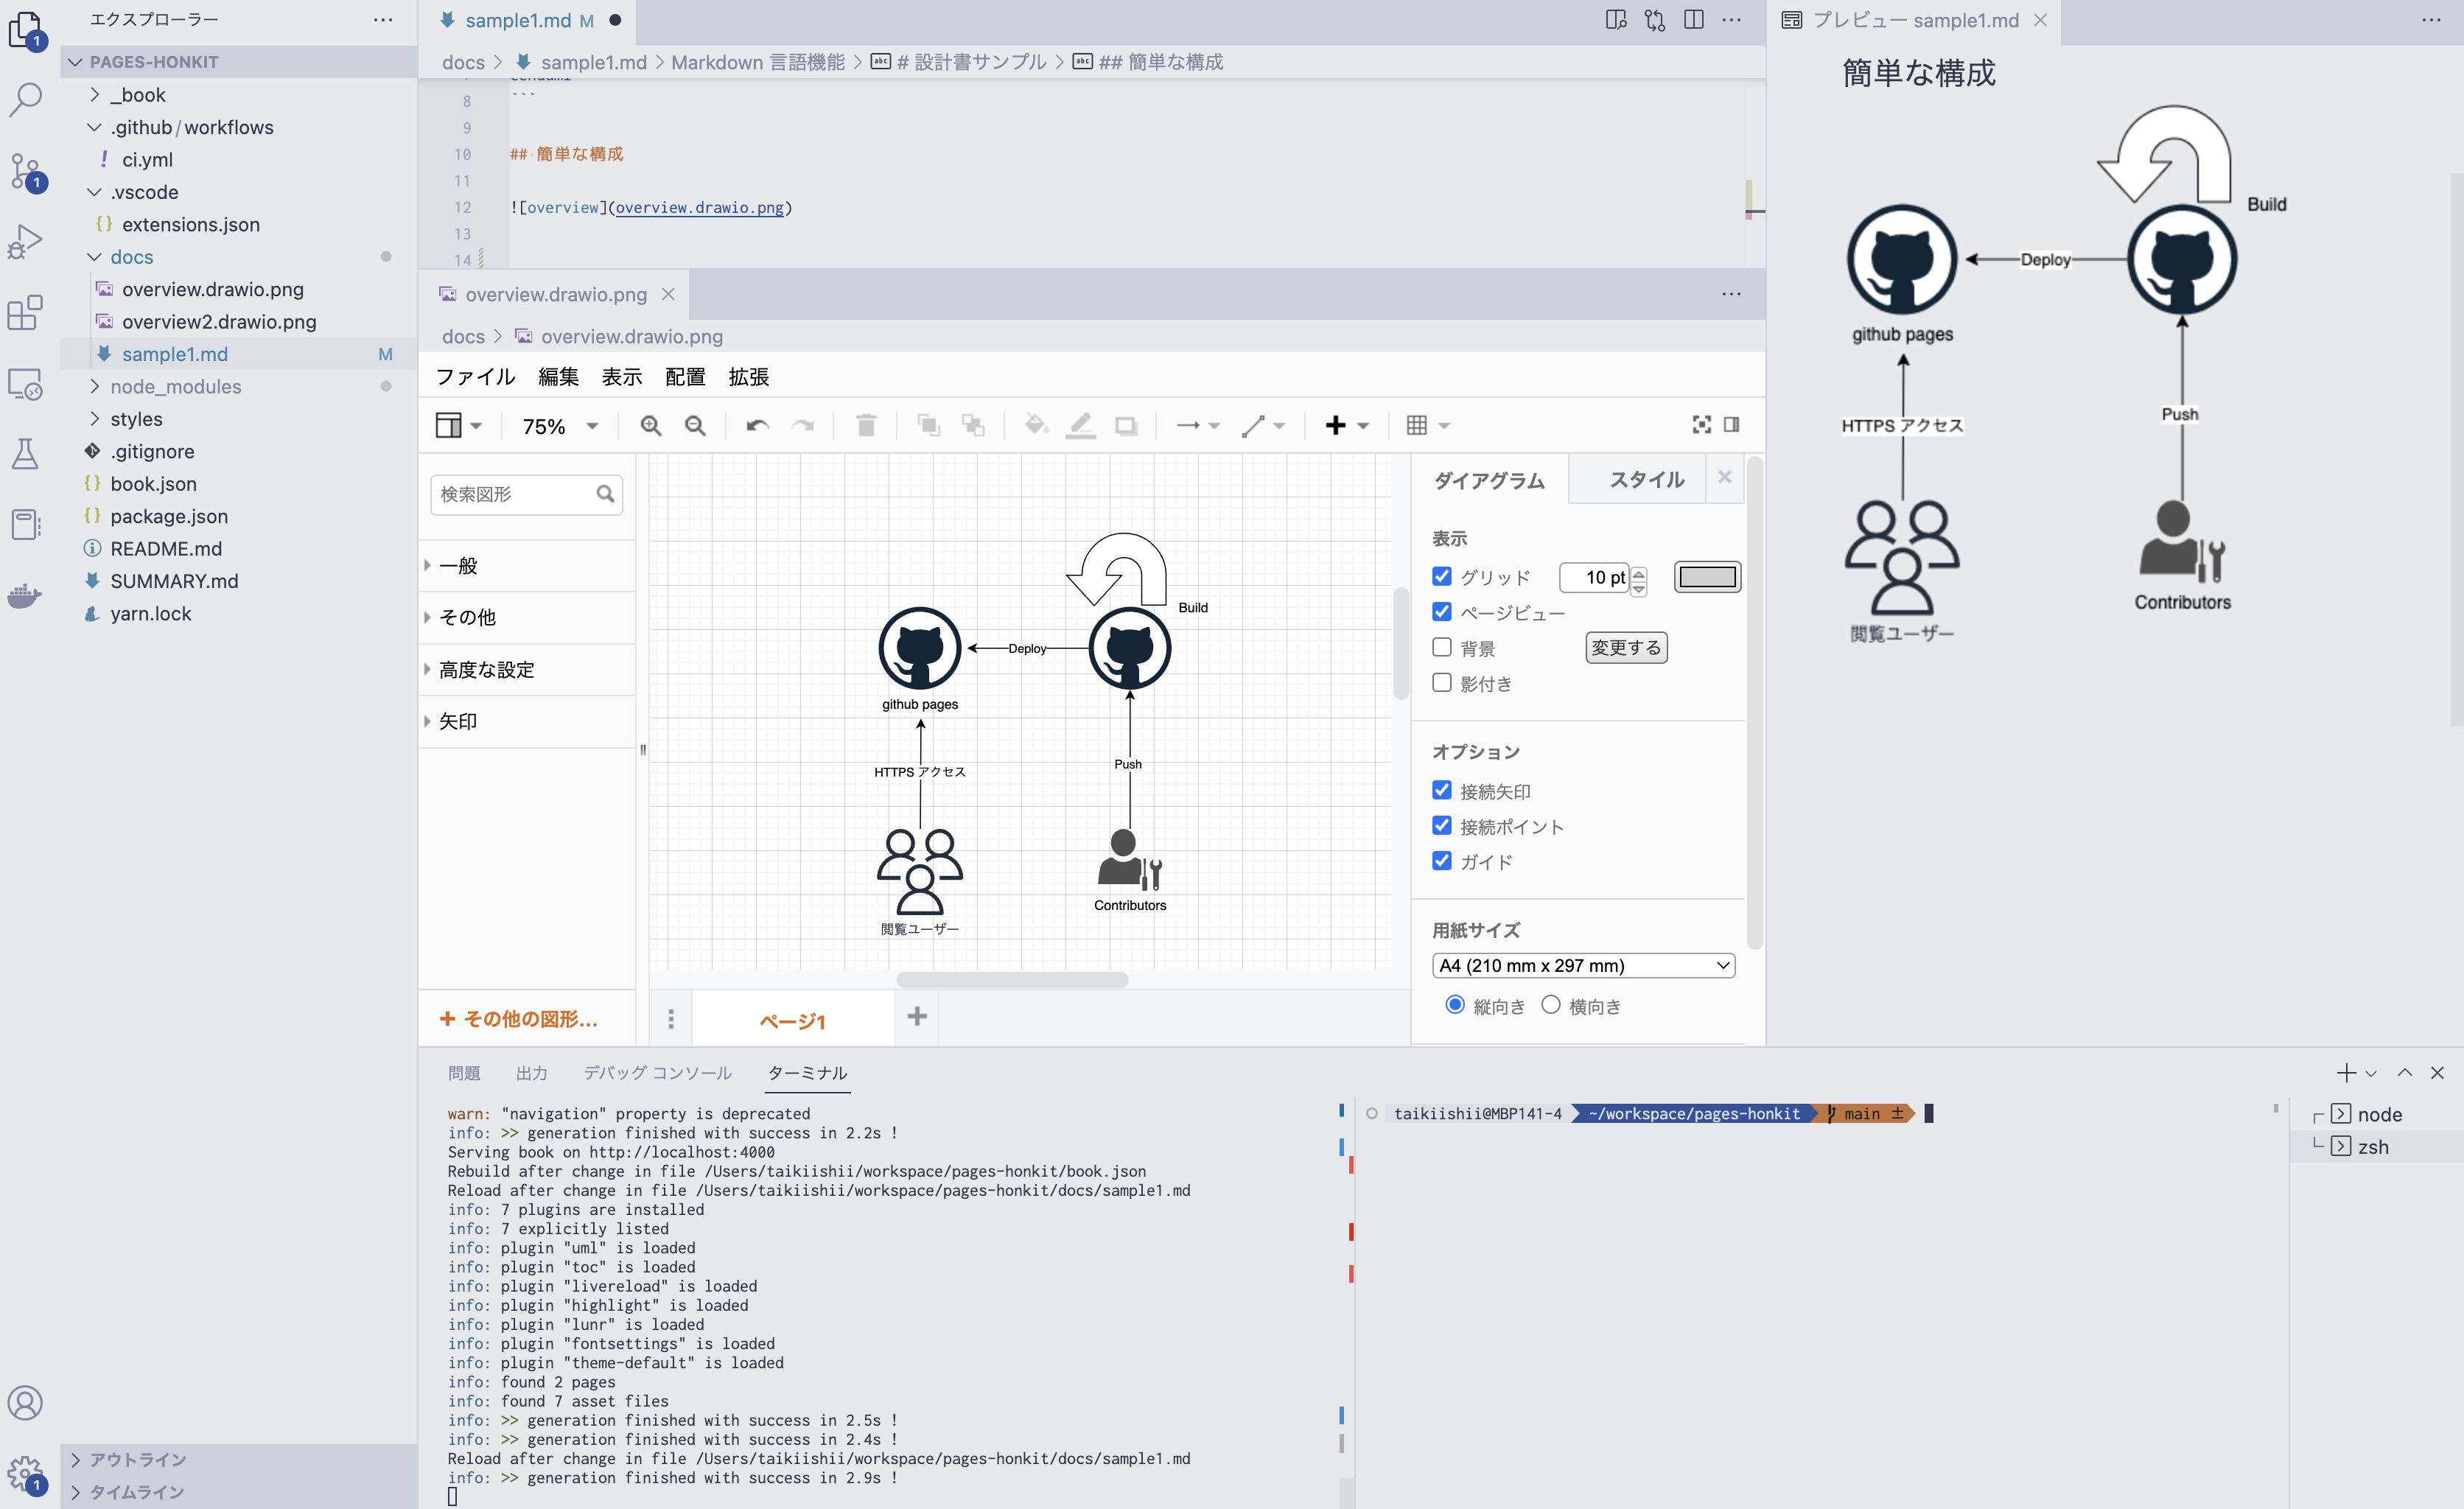 エクスプローラー
PAGES-HONKIT
_book
.github/workflows
ci.yml
.vscode
extensions.json
docs
overview.drawio.png
overview2.drawio.png
sample1.md M
node_modules
styles
.gitignore
book.json
package.json
README.md
SUMMARY.md
yarn.lock
アウトライン
タイムライン
1
1
1
sample1.md M
docs > sample1.md > Markdown 言語機能 > # 設計書サンプル > ## 簡単な構成
8 ```
9
10 ## 簡単な構成
11
12 ![overview](overview.drawio.png)
13
14
overview.drawio.png
docs > overview.drawio.png
ファイル 編集 表示 配置 拡張
75%
検索図形
一般
その他
高度な設定
矢印
+ その他の図形...
Build
Deploy
github pages
HTTPS アクセス
Push
閲覧ユーザー
Contributors
ページ1
ダイアグラム スタイル
表示
グリッド 10 pt
ページビュー
背景 変更する
影付き
オプション
接続矢印
接続ポイント
ガイド
用紙サイズ
A4 (210 mm x 297 mm)
縦向き 横向き
プレビュー sample1.md
簡単な構成
Build
Deploy
github pages
HTTPS アクセス
Push
閲覧ユーザー
Contributors
問題 出力 デバッグ コンソール ターミナル
warn: "navigation" property is deprecated
info: >> generation finished with success in 2.2s !
Serving book on http://localhost:4000
Rebuild after change in file /Users/taikiishii/workspace/pages-honkit/book.json
Reload after change in file /Users/taikiishii/workspace/pages-honkit/docs/sample1.md
info: 7 plugins are installed
info: 7 explicitly listed
info: plugin "uml" is loaded
info: plugin "toc" is loaded
info: plugin "livereload" is loaded
info: plugin "highlight" is loaded
info: plugin "lunr" is loaded
info: plugin "fontsettings" is loaded
info: plugin "theme-default" is loaded
info: found 2 pages
info: found 7 asset files
info: >> generation finished with success in 2.5s !
info: >> generation finished with success in 2.4s !
Reload after change in file /Users/taikiishii/workspace/pages-honkit/docs/sample1.md
info: >> generation finished with success in 2.9s !
taikiishii@MBP141-4 ~/workspace/pages-honkit main ±
node
zsh